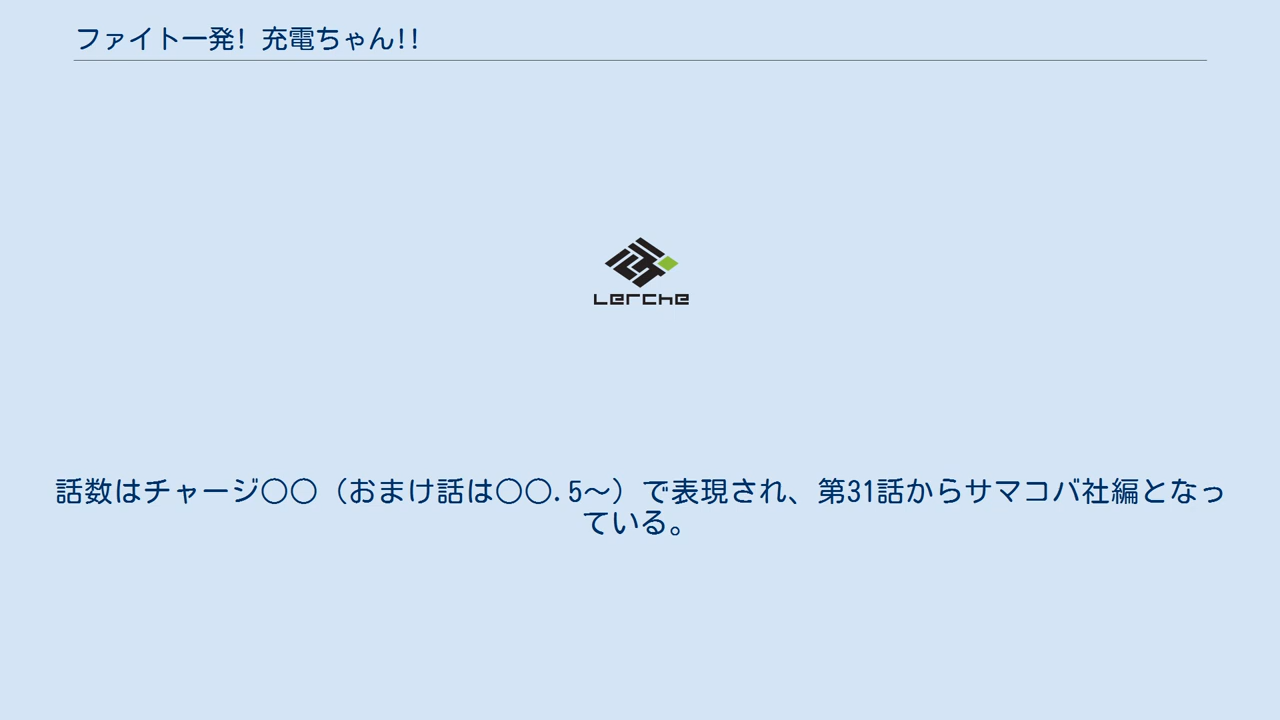 ファイト一発! 充電ちゃん!!
Lerche
話数はチャージ〇〇（おまけ話は〇〇.5～）で表現され、第31話からサマコバ社編となっ
ている。